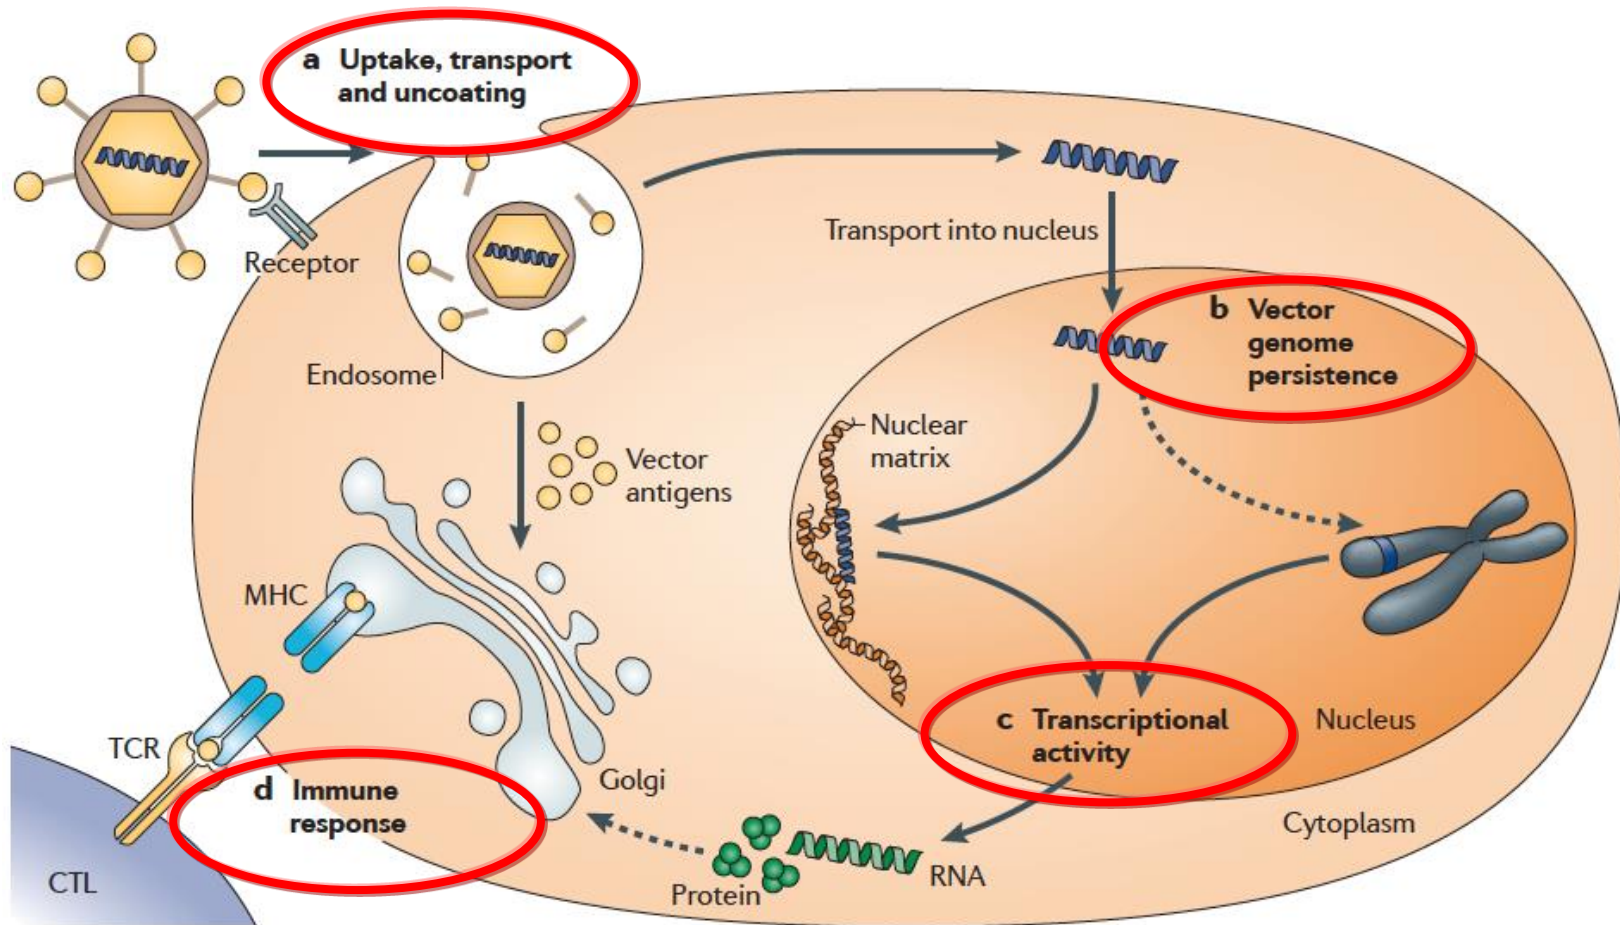 a Uptake, transport
and uncoating
Receptor
Transport into nucleus
b Vector
genome
persistence
Endosome
Nuclear
matrix
Vector
antigens
MHC
TCR
c Transcriptional
activity
Nucleus
d Immune
response
Golgi
Cytoplasm
RNA
Protein
CTL